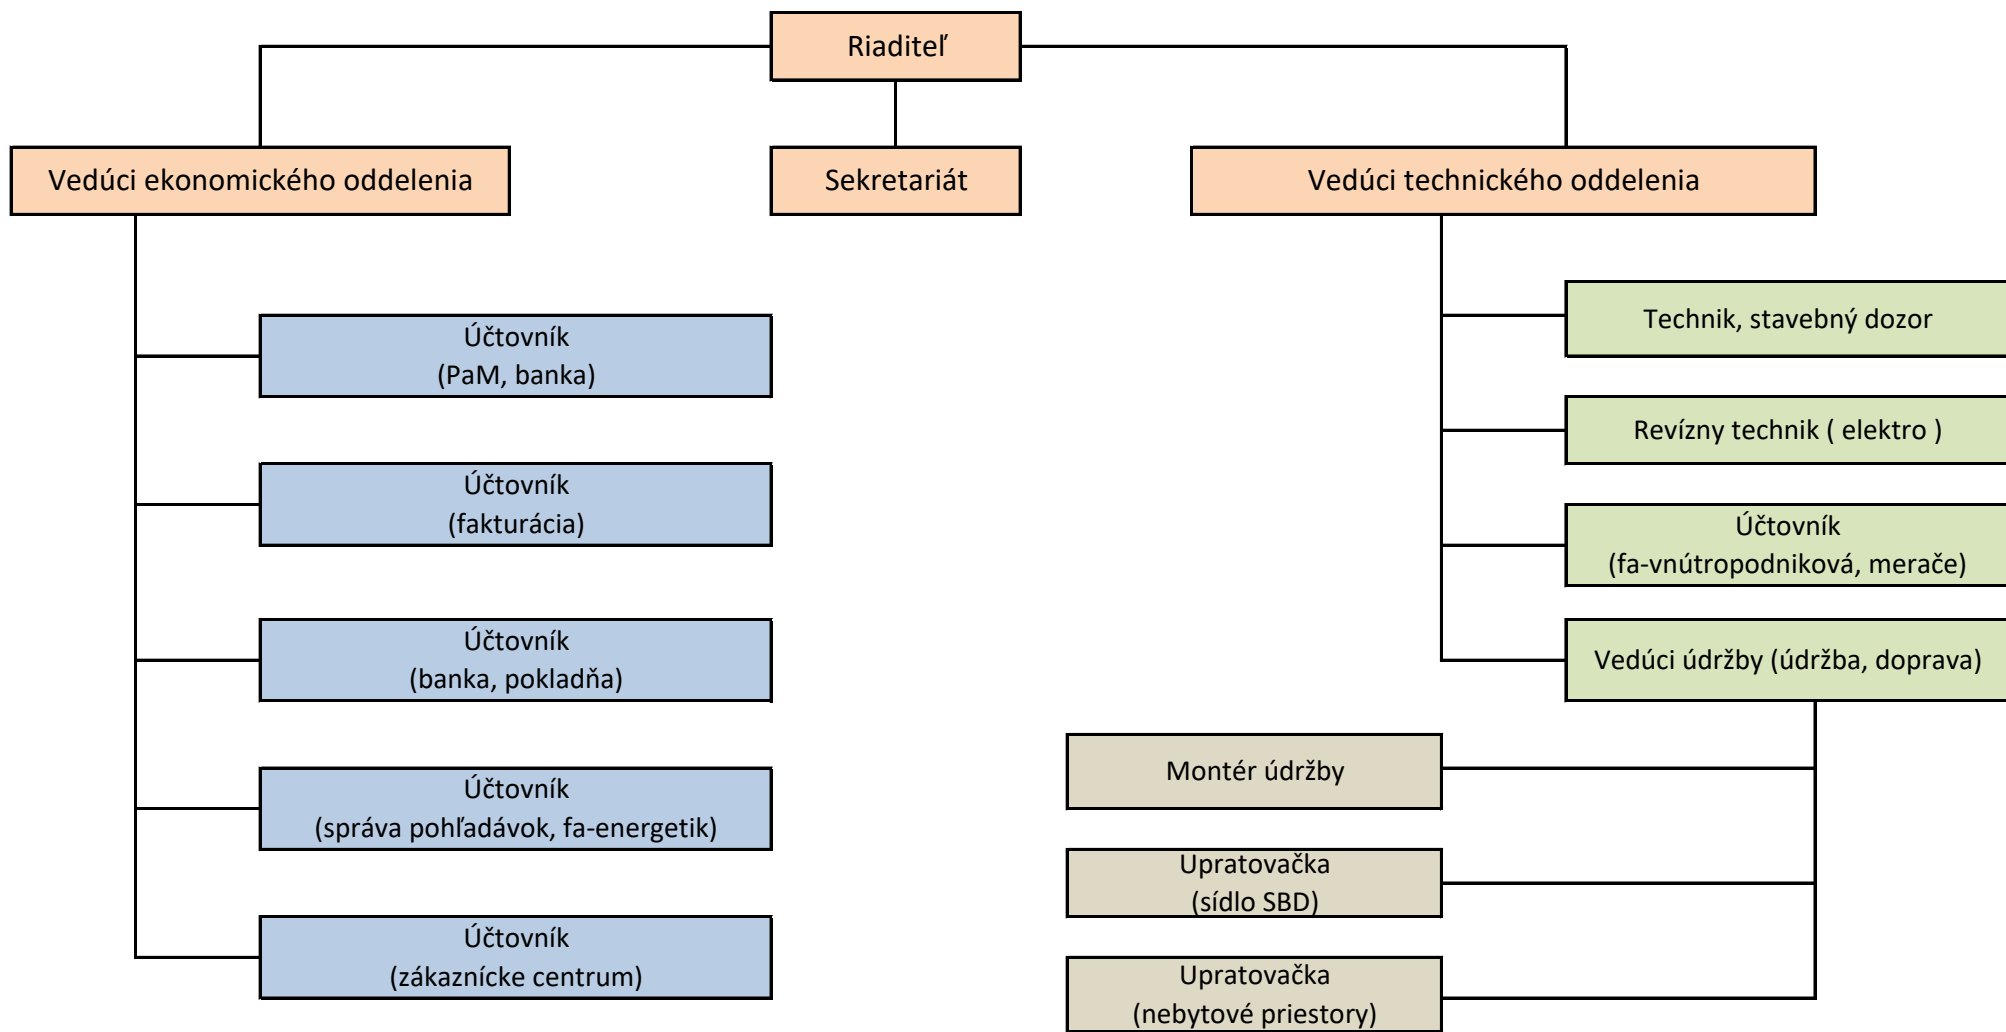 Riaditeľ
Vedúci ekonomického oddelenia
Sekretariát
Vedúci technického oddelenia
Účtovník
(PaM, banka)
Účtovník
(fakturácia)
Účtovník
(banka, pokladňa)
Účtovník
(správa pohľadávok, fa-energetik)
Účtovník
(zákaznícke centrum)
Technik, stavebný dozor
Revízny technik ( elektro )
Účtovník
(fa-vnútropodniková, merače)
Vedúci údržby (údržba, doprava)
Montér údržby
Upratovačka
(sídlo SBD)
Upratovačka
(nebytové priestory)